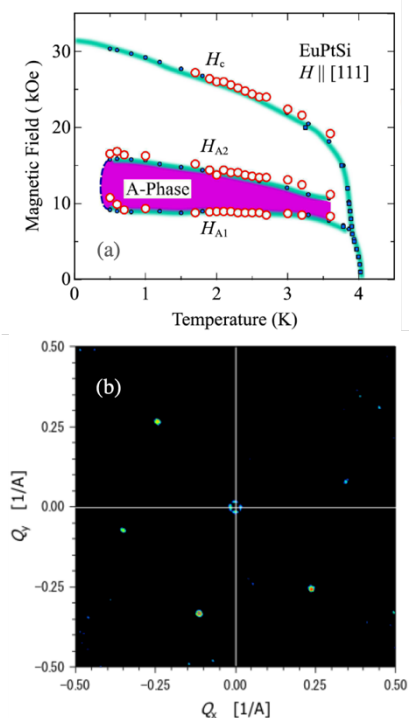 EuPtSi
H || [111]
Hc
HA2
A-Phase
HA1
(a)
30
20
10
0
0
1
2
3
4
Magnetic Field ( kOe)
Temperature (K)
(b)
0.50
0.25
0.00
-0.25
-0.50
-0.50
-0.25
0.00
0.25
0.50
Qy [1/A]
Qx [1/A]